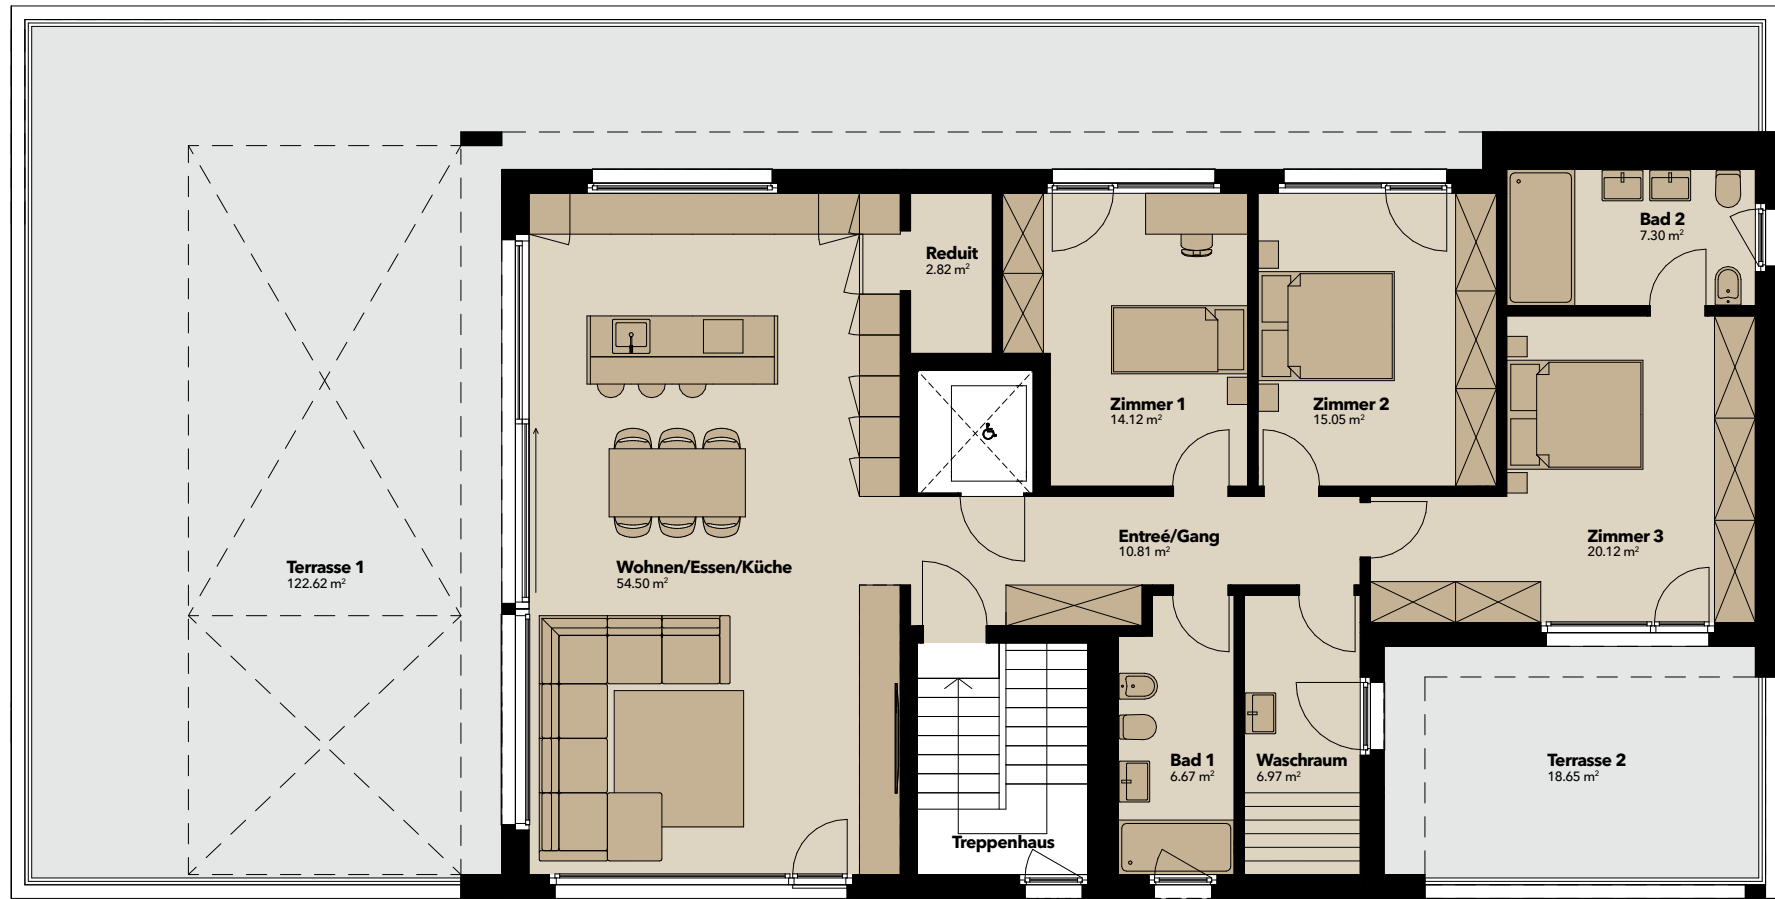 Bad 2
7.30 m²
Reduit
2.82 m²
Zimmer 1
14.12 m²
Zimmer 2
15.05 m²
Entreé/Gang
10.81 m²
Zimmer 3
20.12 m²
Terrasse 1
122.62 m²
Wohnen/Essen/Küche
54.50 m²
Bad 1
6.67 m²
Waschraum
6.97 m²
Terrasse 2
18.65 m²
Treppenhaus